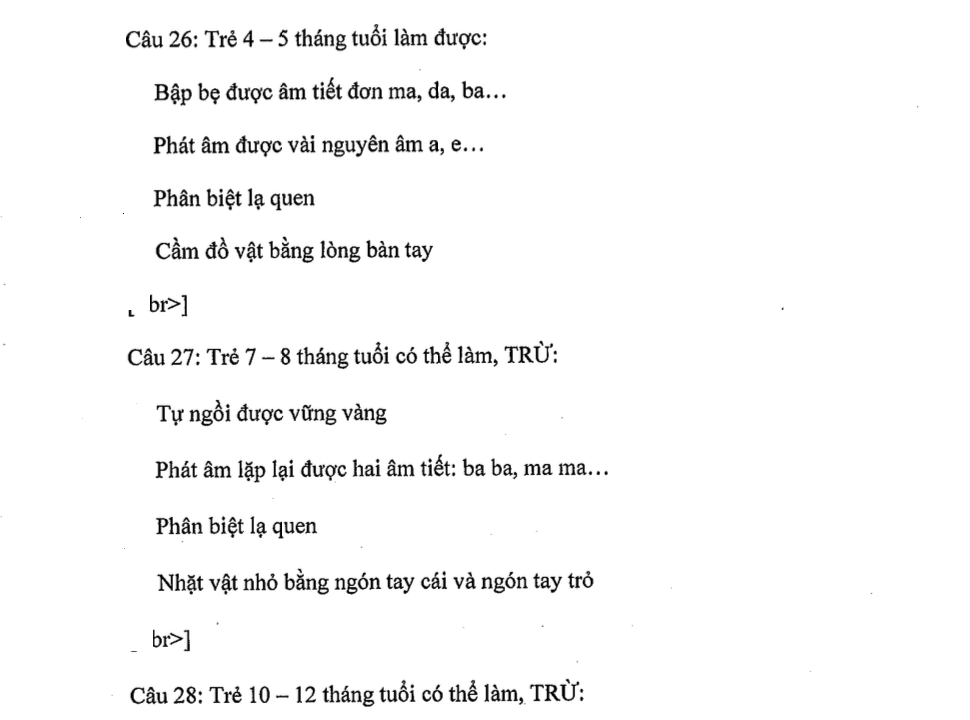 Câu 26: Trẻ 4 – 5 tháng tuổi làm được:
Bập bẹ được âm tiết đơn ma, da, ba...
Phát âm được vài nguyên âm a, e...
Phân biệt lạ quen
Cầm đồ vật bằng lòng bàn tay
br>]
Câu 27: Trẻ 7 – 8 tháng tuổi có thể làm, TRỪ:
Tự ngồi được vững vàng
Phát âm lặp lại được hai âm tiết: ba ba, ma ma...
Phân biệt lạ quen
Nhặt vật nhỏ bằng ngón tay cái và ngón tay trỏ
br>]
Câu 28: Trẻ 10 – 12 tháng tuổi có thể làm, TRỪ: